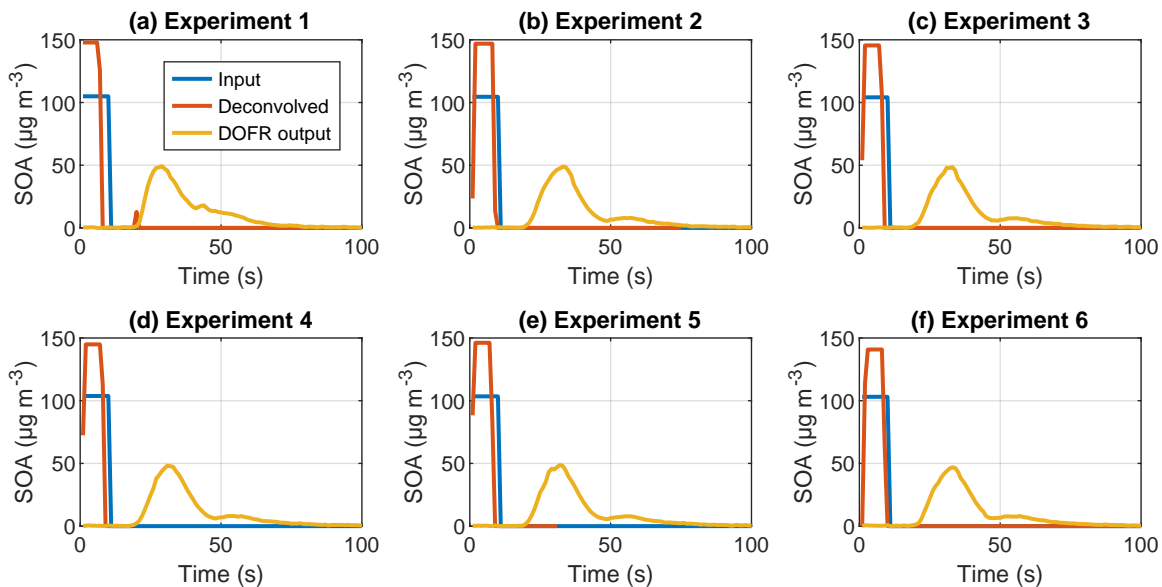 (a) Experiment 1
(b) Experiment 2
(c) Experiment 3
150
100
50
0
SOA (µg m⁻³)
Input
Deconvolved
DOFR output
0
50
100
Time (s)
150
100
50
0
SOA (µg m⁻³)
0
50
100
Time (s)
150
100
50
0
SOA (µg m⁻³)
0
50
100
Time (s)
(d) Experiment 4
(e) Experiment 5
(f) Experiment 6
150
100
50
0
SOA (µg m⁻³)
0
50
100
Time (s)
150
100
50
0
SOA (µg m⁻³)
0
50
100
Time (s)
150
100
50
0
SOA (µg m⁻³)
0
50
100
Time (s)